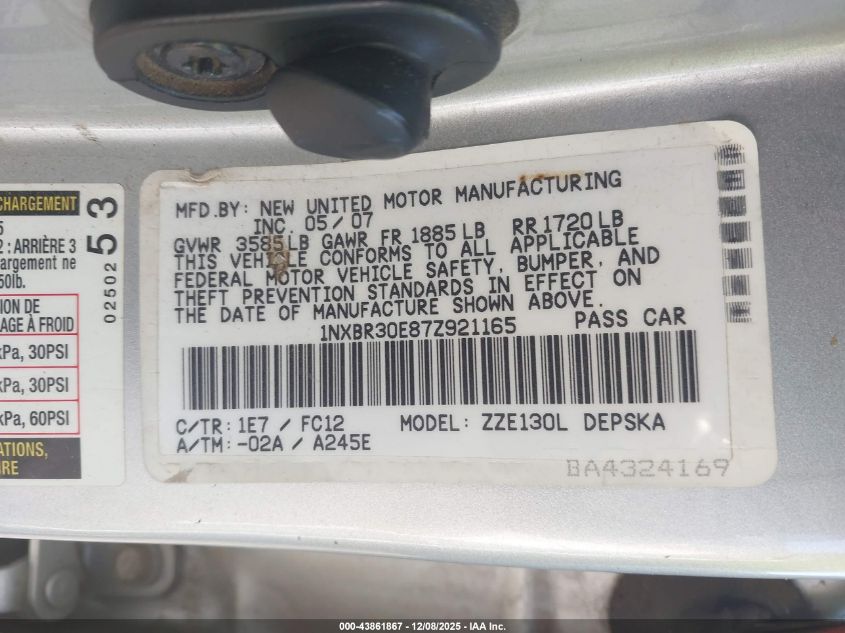 CHARGEMENT
5
2 : ARRIÈRE 3
argement ne
50lb.
ION DE
AGE À FROID
kPa, 30PSI
kPa, 30PSI
kPa, 60PSI
ATIONS,
IRE
02502
53
MFD.BY: NEW UNITED MOTOR MANUFACTURING
INC. 05/07
GVWR 3585LB GAWR FR 1885LB RR1720LB
THIS VEHICLE CONFORMS TO ALL APPLICABLE
FEDERAL MOTOR VEHICLE SAFETY, BUMPER, AND
THEFT PREVENTION STANDARDS IN EFFECT ON
THE DATE OF MANUFACTURE SHOWN ABOVE.
1NXBR30E87Z921165 PASS CAR
C/TR: 1E7 / FC12 MODEL: ZZE130L DEPSKA
A/TM: -02A / A245E
BA4324169
000-43861867 - 12/08/2025 - IAA Inc.